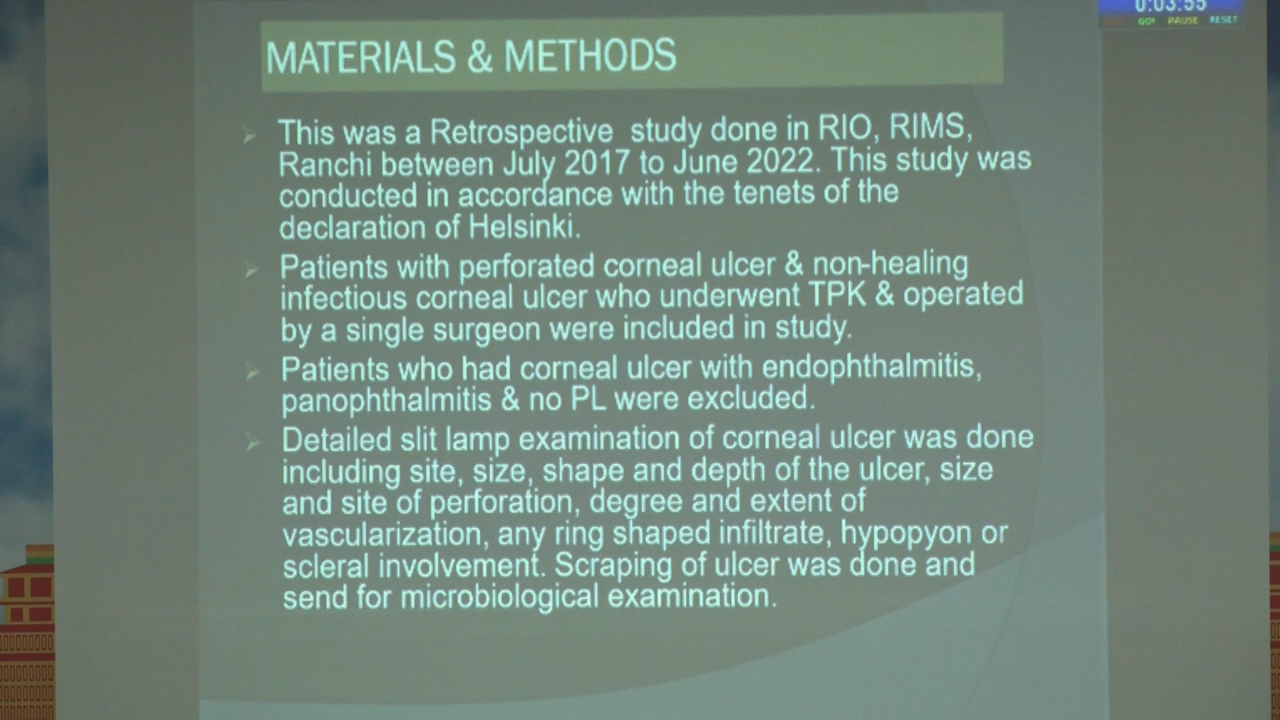 0:03:55
GO! PAUSE RESET
MATERIALS & METHODS
This was a Retrospective study done in RIO, RIMS,
Ranchi between July 2017 to June 2022. This study was
conducted in accordance with the tenets of the
declaration of Helsinki.
Patients with perforated corneal ulcer & non-healing
infectious corneal ulcer who underwent TPK & operated
by a single surgeon were included in study.
Patients who had corneal ulcer with endophthalmitis,
panophthalmitis & no PL were excluded.
Detailed slit lamp examination of corneal ulcer was done
including site, size, shape and depth of the ulcer, size
and site of perforation, degree and extent of
vascularization, any ring shaped infiltrate, hypopyon or
scleral involvement. Scraping of ulcer was done and
send for microbiological examination.